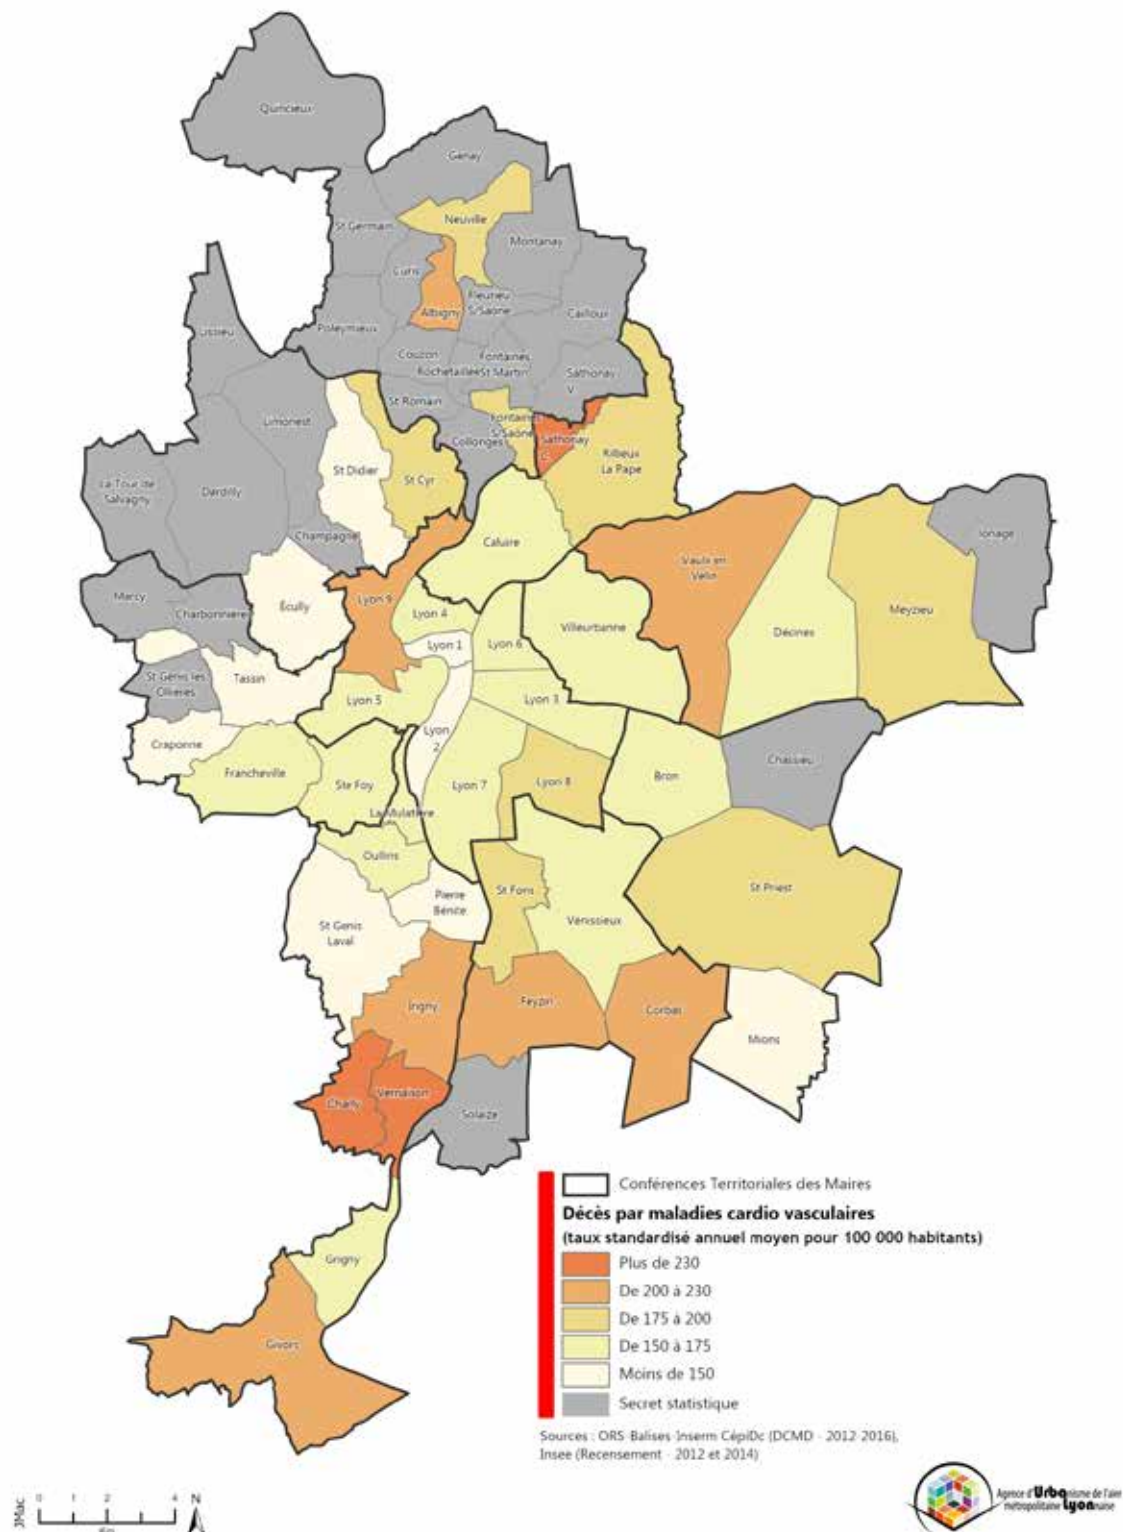 Quincieux
Genay
St Germain
Neuville
Montanay
Curis
Fleurieu
S/Saône
Albigny
Cailloux
Lissieu
Poleymieux
Couzon
Fontaines
Rochetaillée St Martin
Sathonay
V.
St Romain
Limonest
Fontaines
S/Saône
Sathonay
C.
Collonges
Rillieux
La Pape
St Didier
St Cyr
La Tour de
Salvagny
Dardilly
Jonage
Champagne
Caluire
Vaulx en
Velin
Marcy
Charbonnière
Écully
Lyon 9
Lyon 4
Meyzieu
Villeurbanne
Décines
Lyon 1
Lyon 6
St Genis les
Ollières
Tassin
Lyon 5
Lyon 3
Craponne
Lyon
2
Francheville
Ste Foy
Lyon 7
Lyon 8
Bron
Chassieu
La Mulatière
Oullins
St Priest
St Fons
Pierre
Bénite
Vénissieux
St Genis
Laval
Irigny
Feyzin
Corbas
Mions
Charly
Vernaison
Solaize
Grigny
Givors
Conférences Territoriales des Maires
Décès par maladies cardio vasculaires
(taux standardisé annuel moyen pour 100 000 habitants)
Plus de 230
De 200 à 230
De 175 à 200
De 150 à 175
Moins de 150
Secret statistique
Sources : ORS-Balises-Inserm CépiDc (DCMD - 2012-2016),
Insee (Recensement - 2012 et 2014)
JMac
0 1 2 4
Km
N
Agence d'Urbanisme de l'aire
métropolitaine Lyonnaise